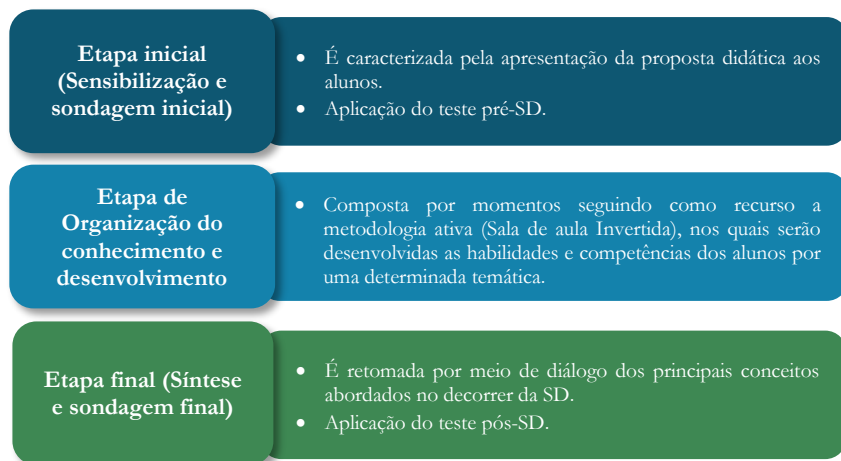 Etapa inicial
(Sensibilização e
sondagem inicial)
• É caracterizada pela apresentação da proposta didática aos
alunos.
• Aplicação do teste pré-SD.
Etapa de
Organização do
conhecimento e
desenvolvimento
• Composta por momentos seguindo como recurso a
metodologia ativa (Sala de aula Invertida), nos quais serão
desenvolvidas as habilidades e competências dos alunos por
uma determinada temática.
Etapa final (Síntese
e sondagem final)
• É retomada por meio de diálogo dos principais conceitos
abordados no decorrer da SD.
• Aplicação do teste pós-SD.